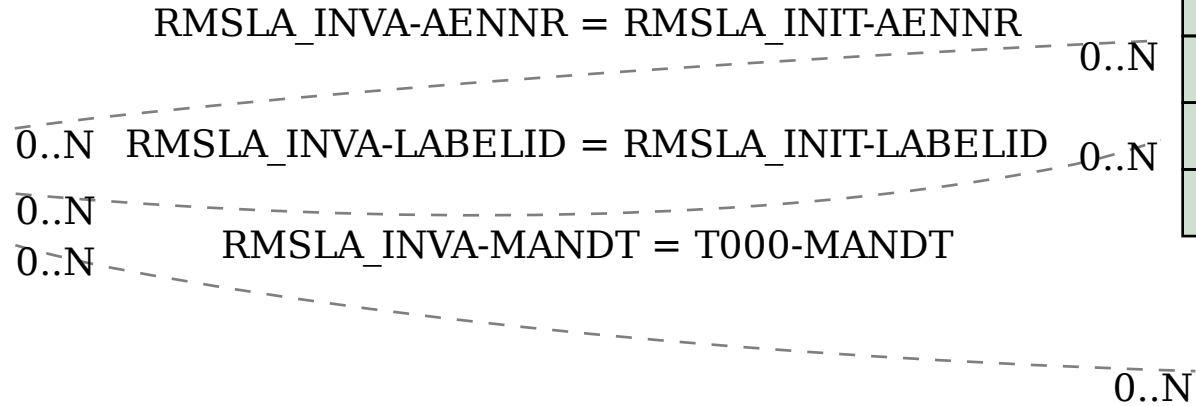 RMSLA_INVA-AENNR = RMSLA_INIT-AENNR
0..N
0..N RMSLA_INVA-LABELID = RMSLA_INIT-LABELID 0..N
0..N
RMSLA_INVA-MANDT = T000-MANDT
0..N
0..N